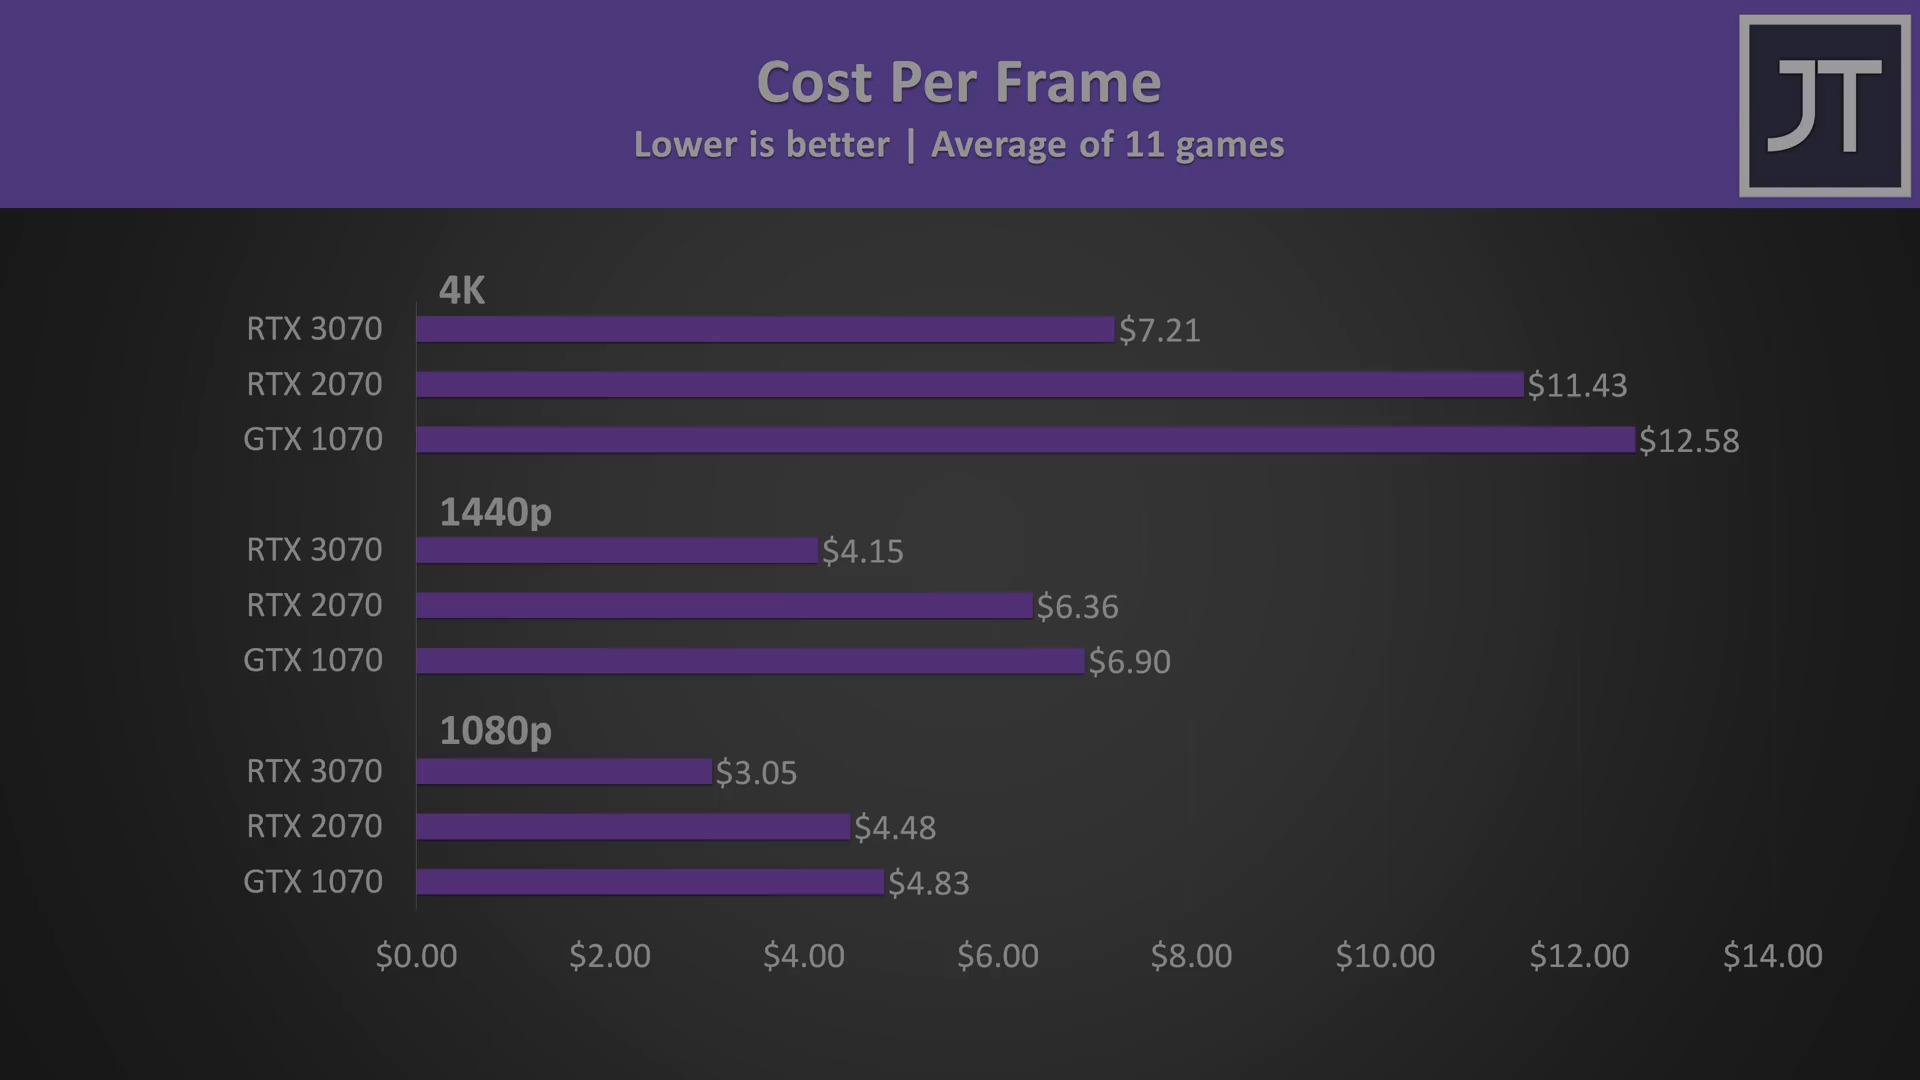 Cost Per Frame
Lower is better | Average of 11 games
JT
4K
RTX 3070 $7.21
RTX 2070 $11.43
GTX 1070 $12.58
1440p
RTX 3070 $4.15
RTX 2070 $6.36
GTX 1070 $6.90
1080p
RTX 3070 $3.05
RTX 2070 $4.48
GTX 1070 $4.83
$0.00 $2.00 $4.00 $6.00 $8.00 $10.00 $12.00 $14.00